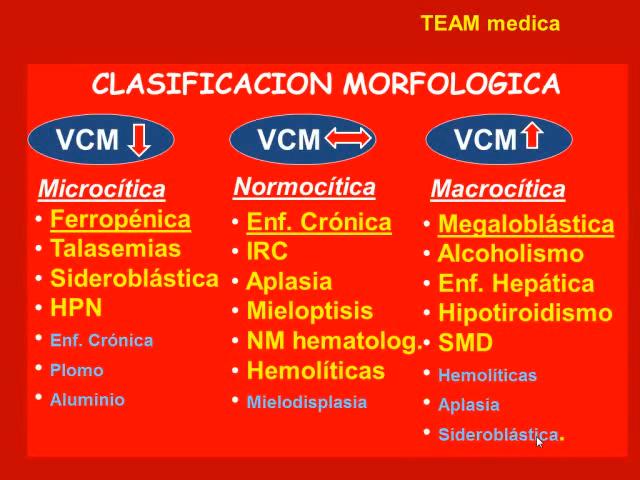 TEAM medica
CLASIFICACION MORFOLOGICA
VCM
Microcítica
• Ferropénica
• Talasemias
• Sideroblástica
• HPN
• Enf. Crónica
• Plomo
• Aluminio
VCM
Normocítica
• Enf. Crónica
• IRC
• Aplasia
• Mieloptisis
• NM hematolog.
• Hemolíticas
• Mielodisplasia
VCM
Macrocítica
• Megaloblástica
• Alcoholismo
• Enf. Hepática
• Hipotiroidismo
• SMD
• Hemolíticas
• Aplasia
• Sideroblástica.